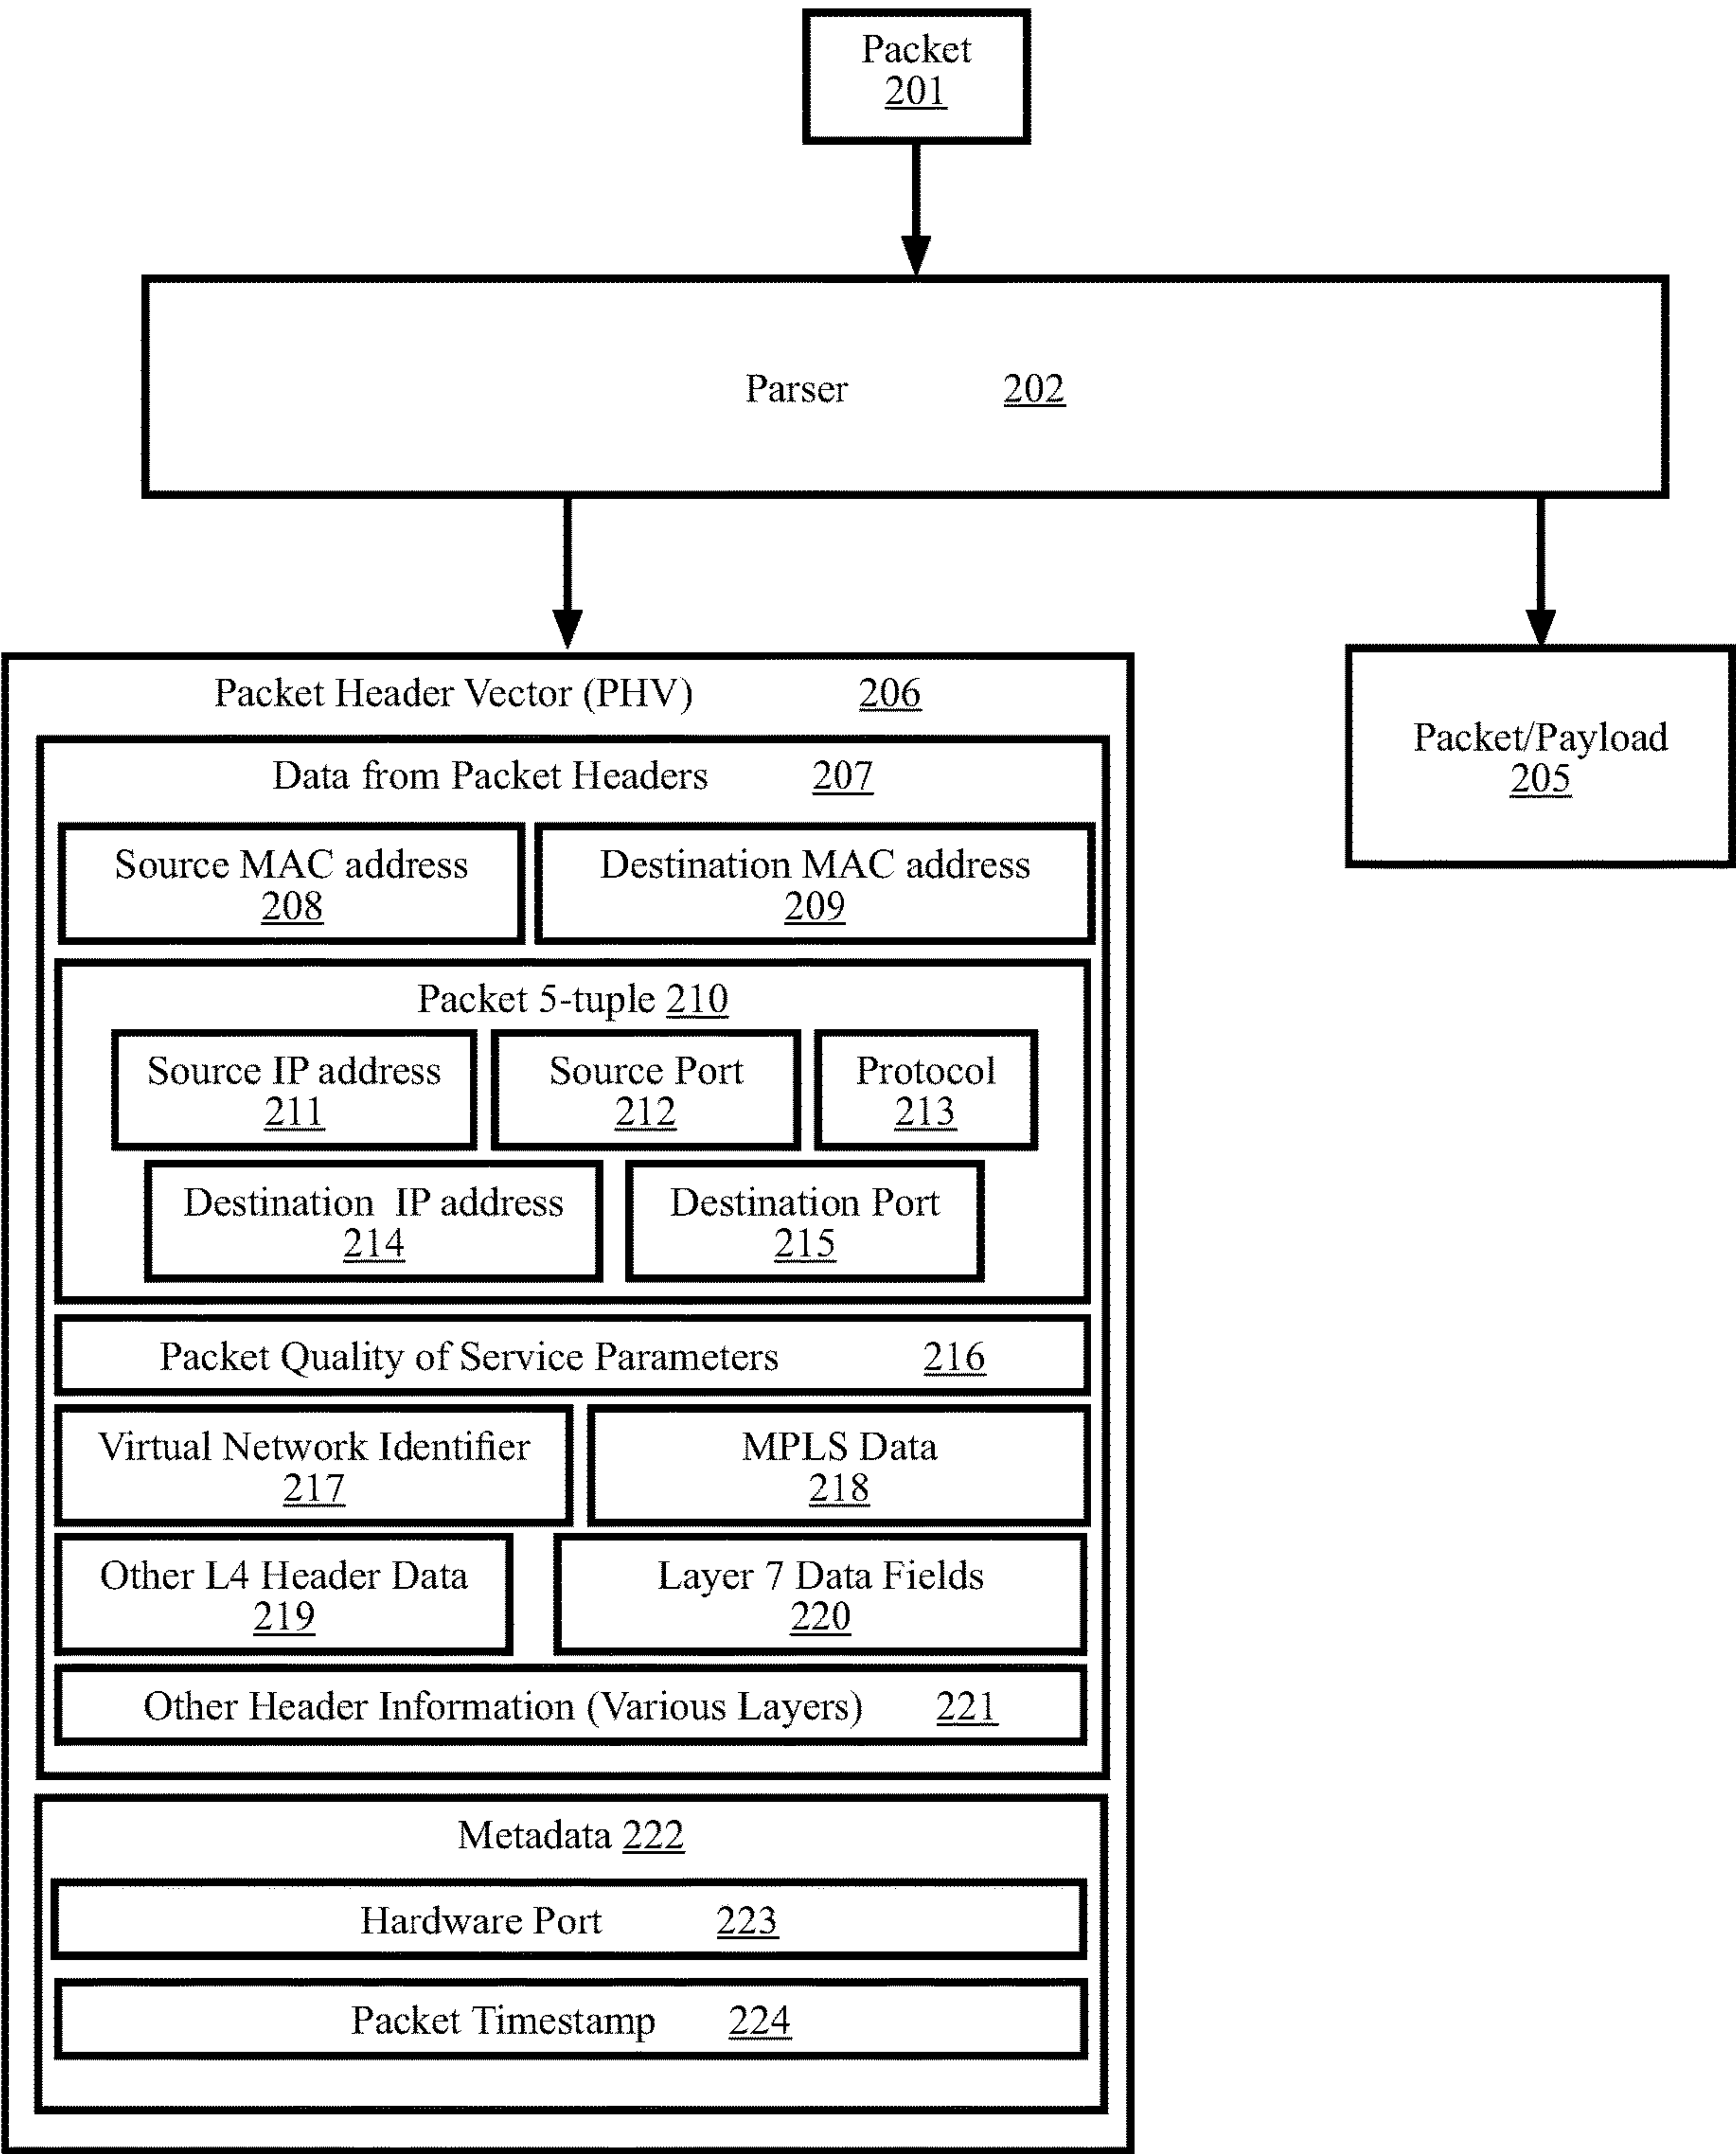 Packet
201
Parser 202
Packet Header Vector (PHV) 206
Data from Packet Headers 207
Source MAC address
208
Destination MAC address
209
Packet 5-tuple 210
Source IP address
211
Source Port
212
Protocol
213
Destination IP address
214
Destination Port
215
Packet Quality of Service Parameters 216
Virtual Network Identifier
217
MPLS Data
218
Other L4 Header Data
219
Layer 7 Data Fields
220
Other Header Information (Various Layers) 221
Metadata 222
Hardware Port 223
Packet Timestamp 224
Packet/Payload
205